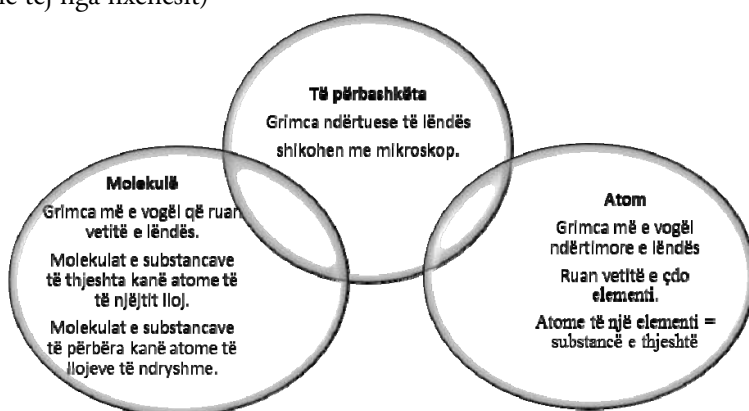 Të përbashkëta
Grimca ndërtuese të lëndës
shikohen me mikroskop.
Molekulë
Grimca më e vogël që ruan
vetitë e lëndës.
Molekulat e substancave
të thjeshta kanë atome të
të njëjtit lloj.
Molekulat e substancave
të përbëra kanë atome të
llojeve të ndryshme.
Atom
Grimca më e vogël
ndërtimore e lëndës
Ruan vetitë e çdo
elementi.
Atome të një elementi =
substancë e thjeshtë